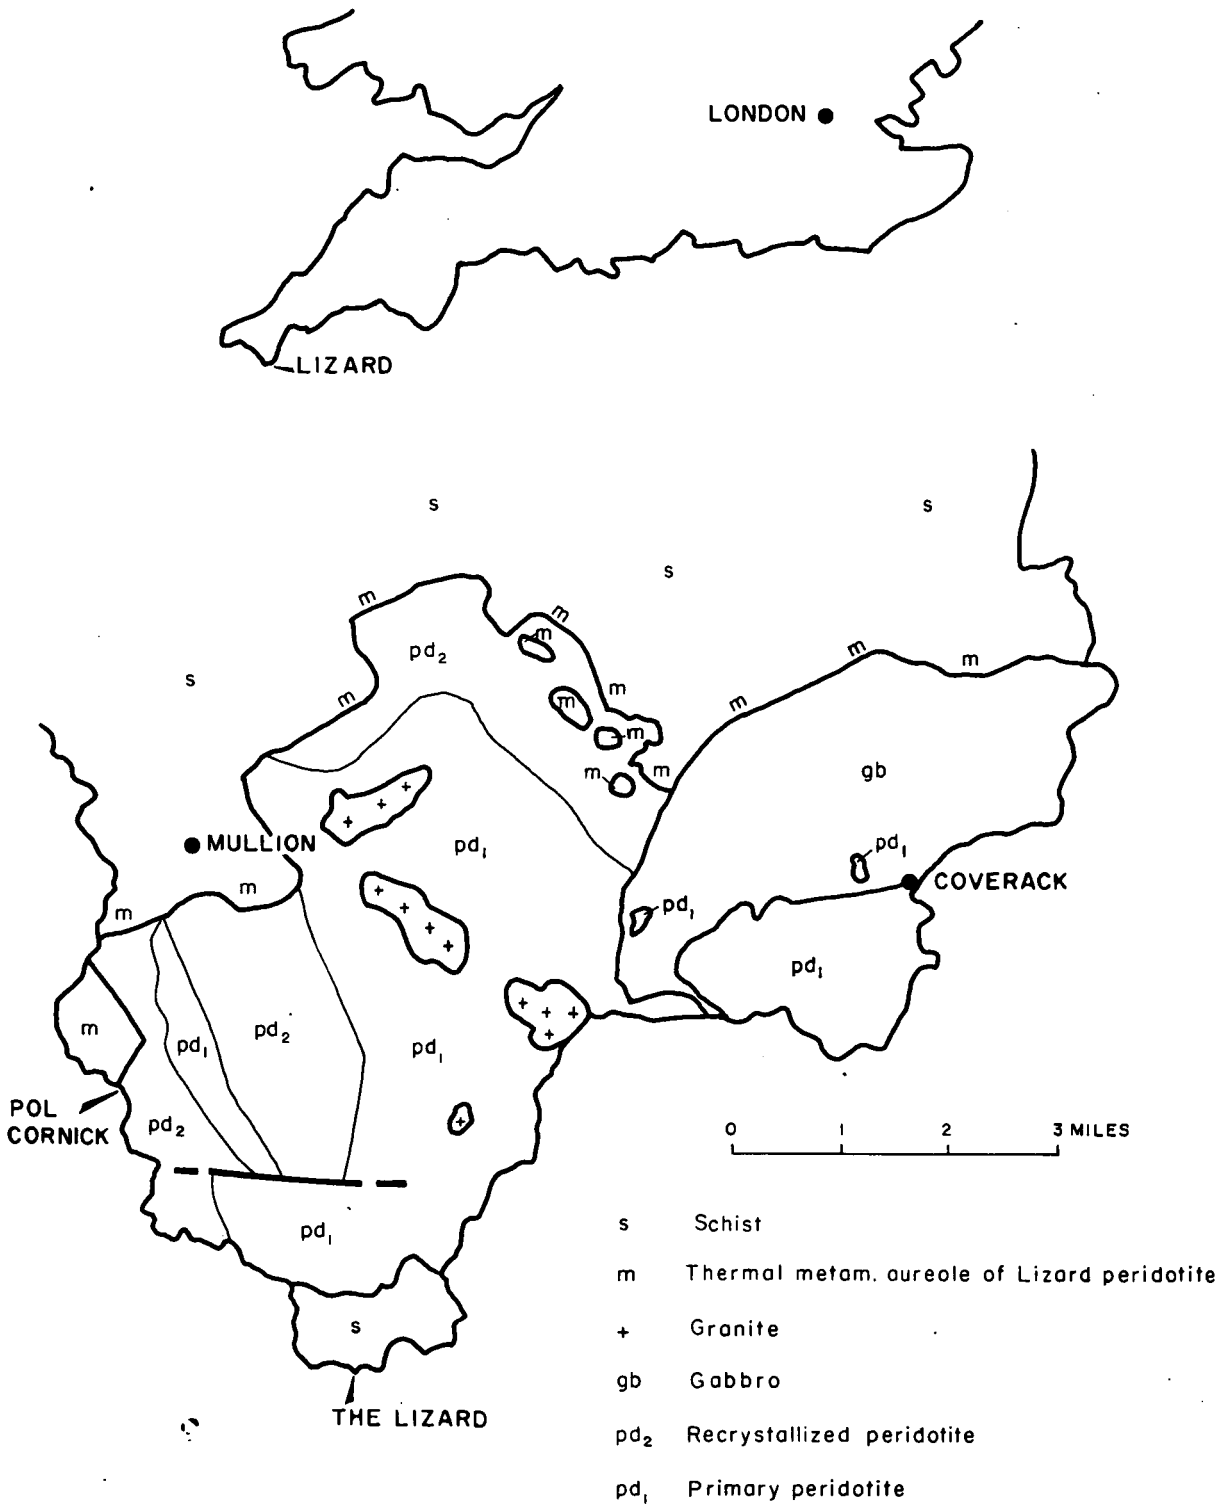 LONDON
LIZARD
s
s
s
m
m
m
pd₂
s
m
m
m
m
m
m
m
m
m
m
gb
MULLION
pd₁
pd₁
COVERACK
m
m
pd₁
pd₁
m
pd₁
pd₂
pd₁
POL
CORNICK
pd₂
0 1 2 3 MILES
pd₁
s
THE LIZARD
s Schist
m Thermal metam. aureole of Lizard peridotite
+ Granite
gb Gabbro
pd₂ Recrystallized peridotite
pd₁ Primary peridotite